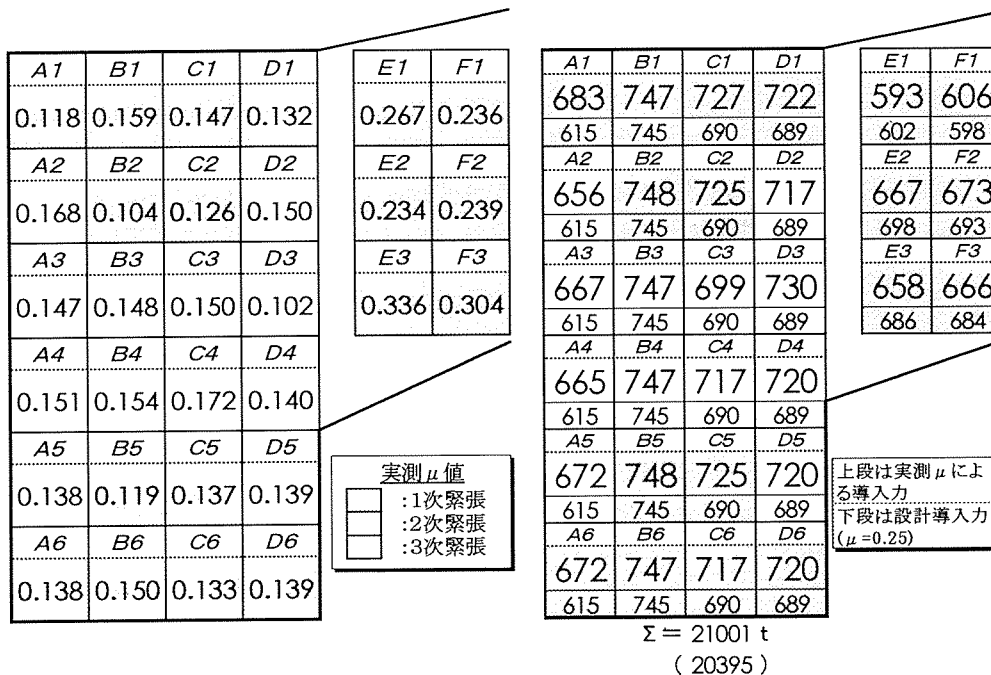 A1 B1 C1 D1
0.118 0.159 0.147 0.132
A2 B2 C2 D2
0.168 0.104 0.126 0.150
A3 B3 C3 D3
0.147 0.148 0.150 0.102
A4 B4 C4 D4
0.151 0.154 0.172 0.140
A5 B5 C5 D5
0.138 0.119 0.137 0.139
A6 B6 C6 D6
0.138 0.150 0.133 0.139
E1 F1
0.267 0.236
E2 F2
0.234 0.239
E3 F3
0.336 0.304
実測μ値
:1次緊張
:2次緊張
:3次緊張
A1 B1 C1 D1
683 747 727 722
615 745 690 689
A2 B2 C2 D2
656 748 725 717
615 745 690 689
A3 B3 C3 D3
667 747 699 730
615 745 690 689
A4 B4 C4 D4
665 747 717 720
615 745 690 689
A5 B5 C5 D5
672 748 725 720
615 745 690 689
A6 B6 C6 D6
672 747 717 720
615 745 690 689
Σ = 21001 t
( 20395 )
E1 F1
593 606
602 598
E2 F2
667 673
698 693
E3 F3
658 666
686 684
上段は実測μによ
る導入力
下段は設計導入力
(μ=0.25)